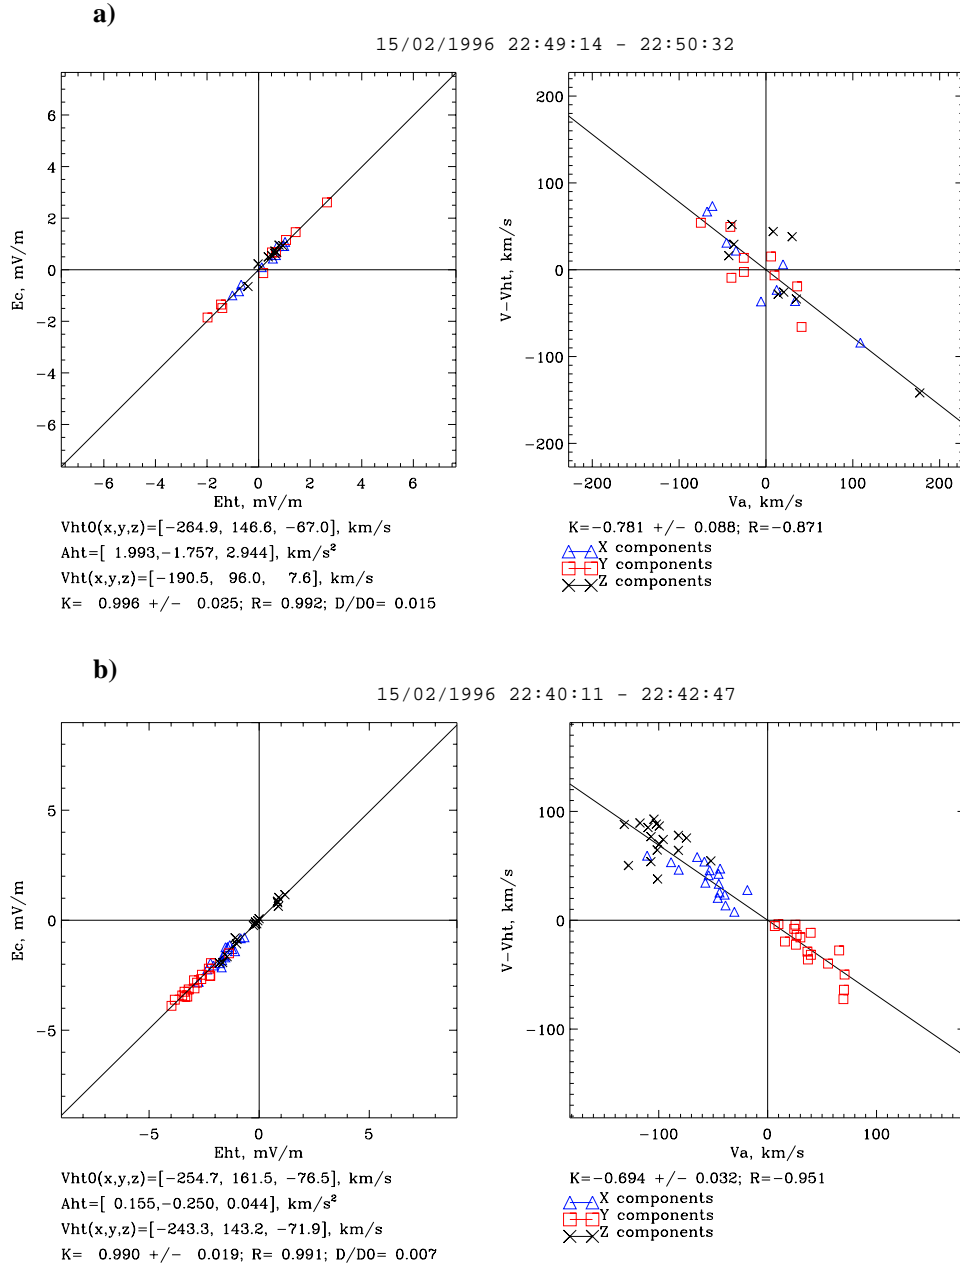 a)
15/02/1996 22:49:14 - 22:50:32
6
4
2
0
−2
−4
−6
Ec, mV/m
−6 −4 −2 0 2 4 6
Eht, mV/m
200
100
0
−100
−200
V−Vht, km/s
−200 −100 0 100 200
Va, km/s
Vht0(x,y,z)=[−264.9, 146.6, −67.0], km/s
Aht=[ 1.993,−1.757, 2.944], km/s²
Vht(x,y,z)=[−190.5, 96.0, 7.6], km/s
K= 0.996 +/− 0.025; R= 0.992; D/D0= 0.015
K=−0.781 +/− 0.088; R=−0.871
X components
Y components
Z components
b)
15/02/1996 22:40:11 - 22:42:47
5
0
−5
Ec, mV/m
−5 0 5
Eht, mV/m
100
0
−100
V−Vht, km/s
−100 0 100
Va, km/s
Vht0(x,y,z)=[−254.7, 161.5, −76.5], km/s
Aht=[ 0.155,−0.250, 0.044], km/s²
Vht(x,y,z)=[−243.3, 143.2, −71.9], km/s
K= 0.990 +/− 0.019; R= 0.991; D/D0= 0.007
K=−0.694 +/− 0.032; R=−0.951
X components
Y components
Z components